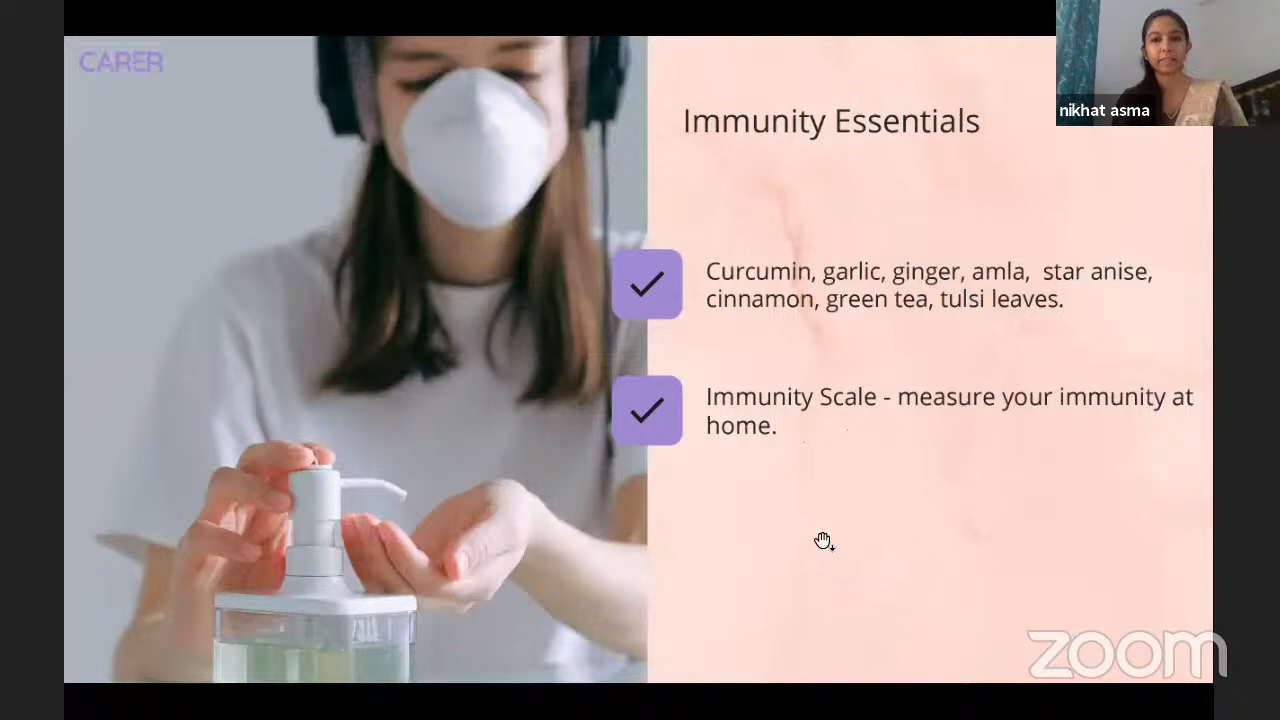 CARER
nikhat asma
Immunity Essentials
Curcumin, garlic, ginger, amla, star anise,
cinnamon, green tea, tulsi leaves.
Immunity Scale - measure your immunity at
home.
zoom